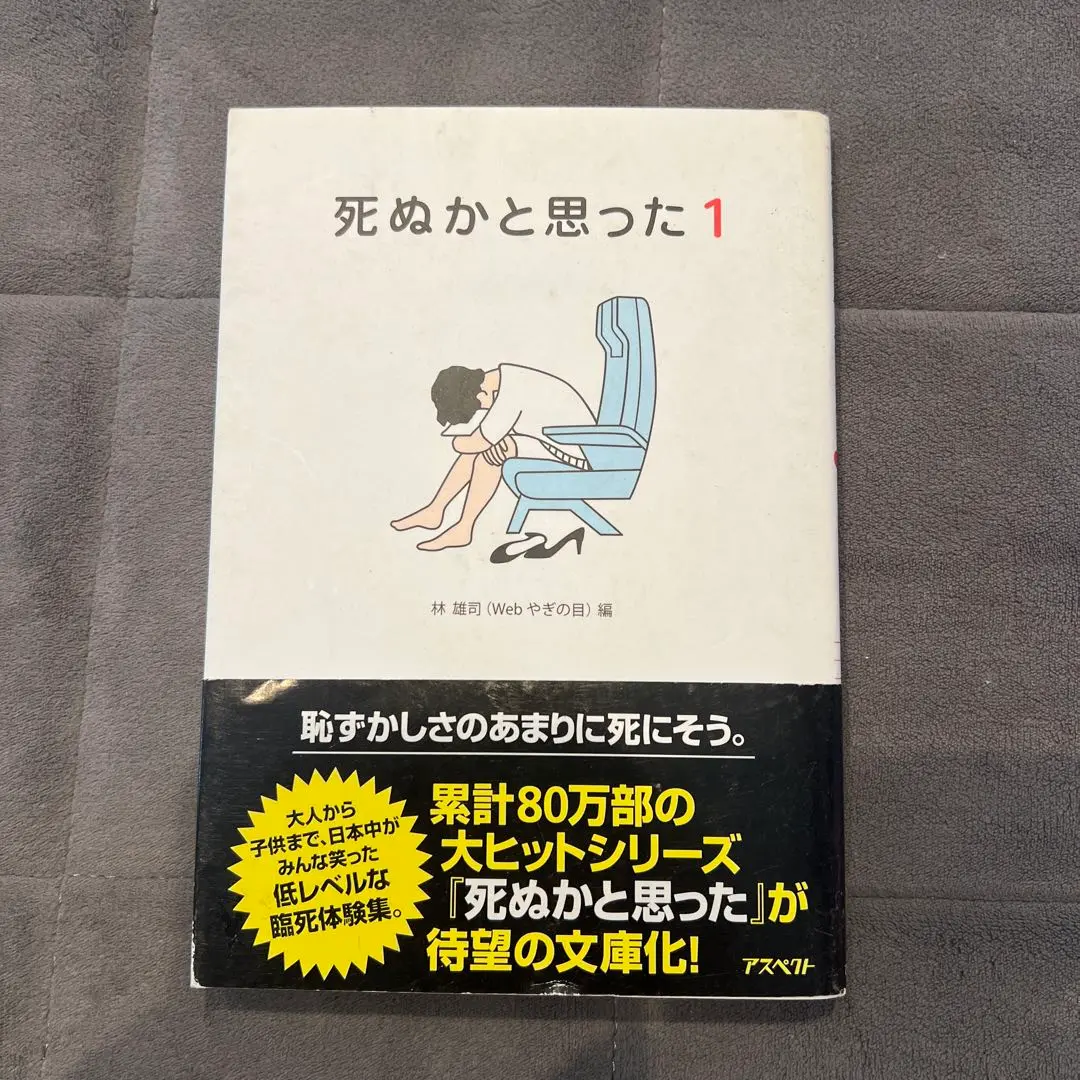 死ぬかと思った1
林 雄司（Webやぎの目）編
恥ずかしさのあまりに死にそう。
大人から
子供まで、日本中が
みんな笑った
低レベルな
臨死体験集。
累計80万部の
大ヒットシリーズ
『死ぬかと思った』が
待望の文庫化!
アスペクト